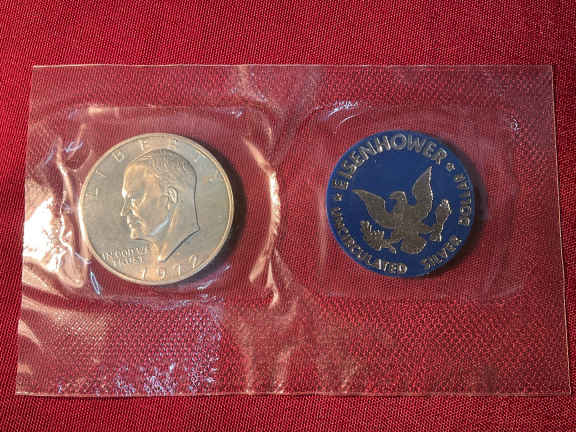 LIBERTY
IN GOD WE
TRUST
1972
EISENHOWER
DOLLAR
UNCIRCULATED
SILVER